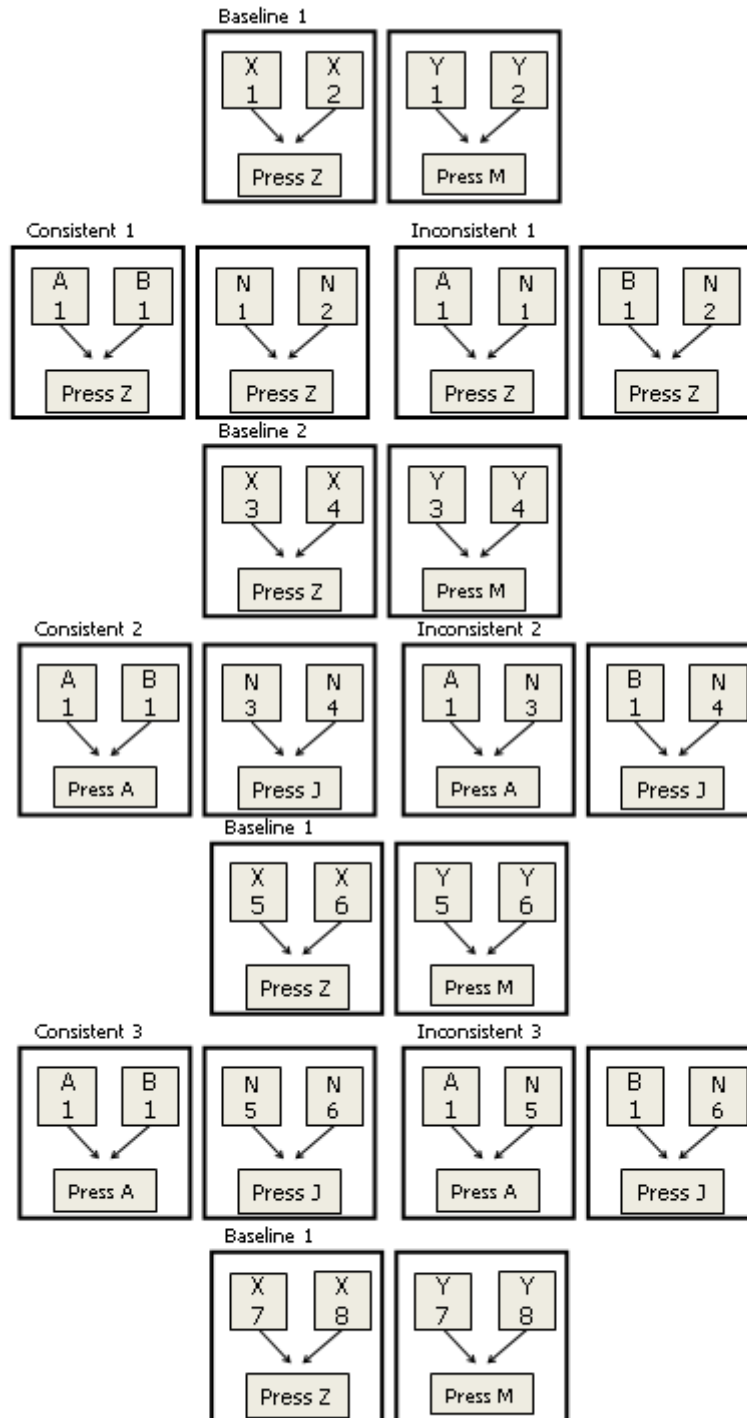 Baseline 1
X X Y Y
1 2 1 2
Press Z Press M
Consistent 1 Inconsistent 1
A B N N A N B N
1 1 1 2 1 1 1 2
Press Z Press Z Press Z Press Z
Baseline 2
X X Y Y
3 4 3 4
Press Z Press M
Consistent 2 Inconsistent 2
A B N N A N B N
1 1 3 4 1 3 1 4
Press A Press J Press A Press J
Baseline 1
X X Y Y
5 6 5 6
Press Z Press M
Consistent 3 Inconsistent 3
A B N N A N B N
1 1 5 6 1 5 1 6
Press A Press J Press A Press J
Baseline 1
X X Y Y
7 8 7 8
Press Z Press M